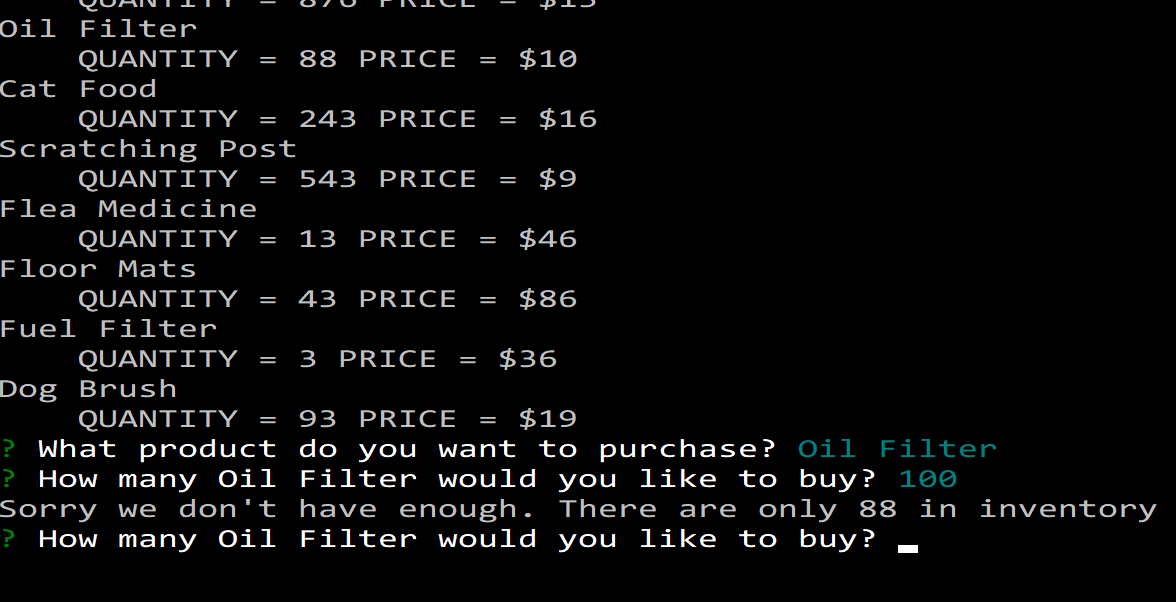 QUANTITY = 876 PRICE = $15
Oil Filter
QUANTITY = 88 PRICE = $10
Cat Food
QUANTITY = 243 PRICE = $16
Scratching Post
QUANTITY = 543 PRICE = $9
Flea Medicine
QUANTITY = 13 PRICE = $46
Floor Mats
QUANTITY = 43 PRICE = $86
Fuel Filter
QUANTITY = 3 PRICE = $36
Dog Brush
QUANTITY = 93 PRICE = $19
? What product do you want to purchase? Oil Filter
? How many Oil Filter would you like to buy? 100
Sorry we don't have enough. There are only 88 in inventory
? How many Oil Filter would you like to buy?